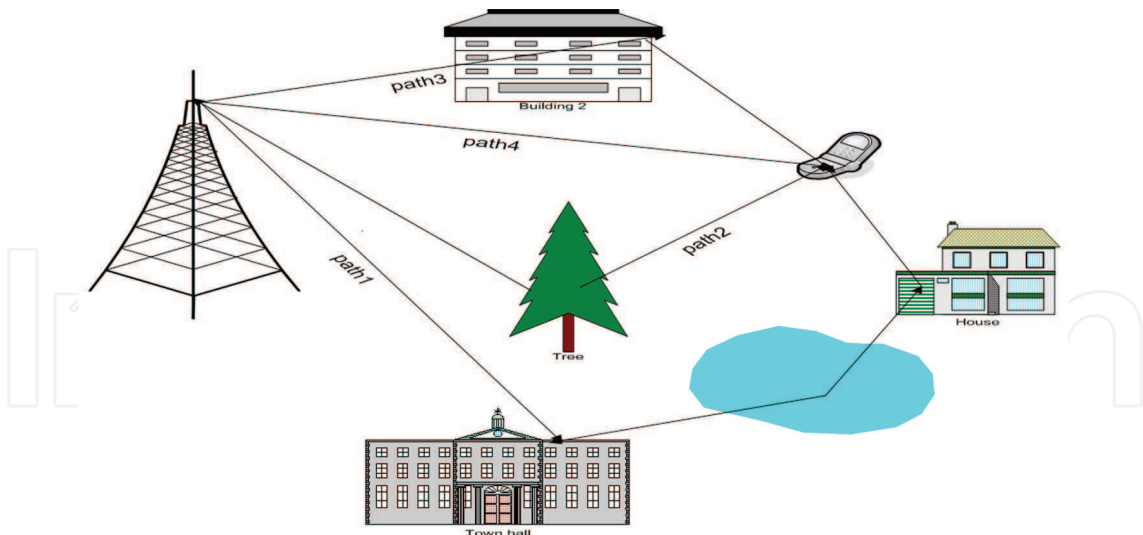 path3
Building 2
path4
path2
path1
House
Tree
Town hall